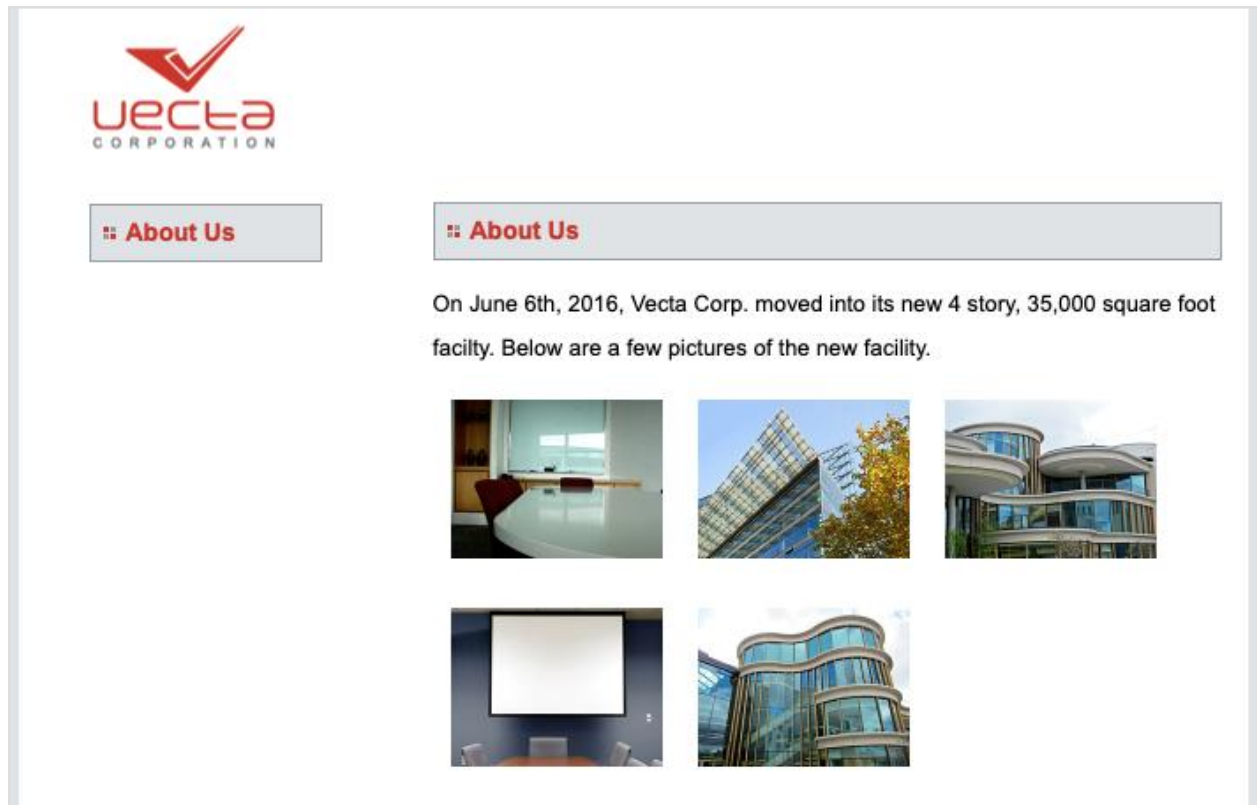 vecta
CORPORATION
About Us
About Us
On June 6th, 2016, Vecta Corp. moved into its new 4 story, 35,000 square foot
facilty. Below are a few pictures of the new facility.